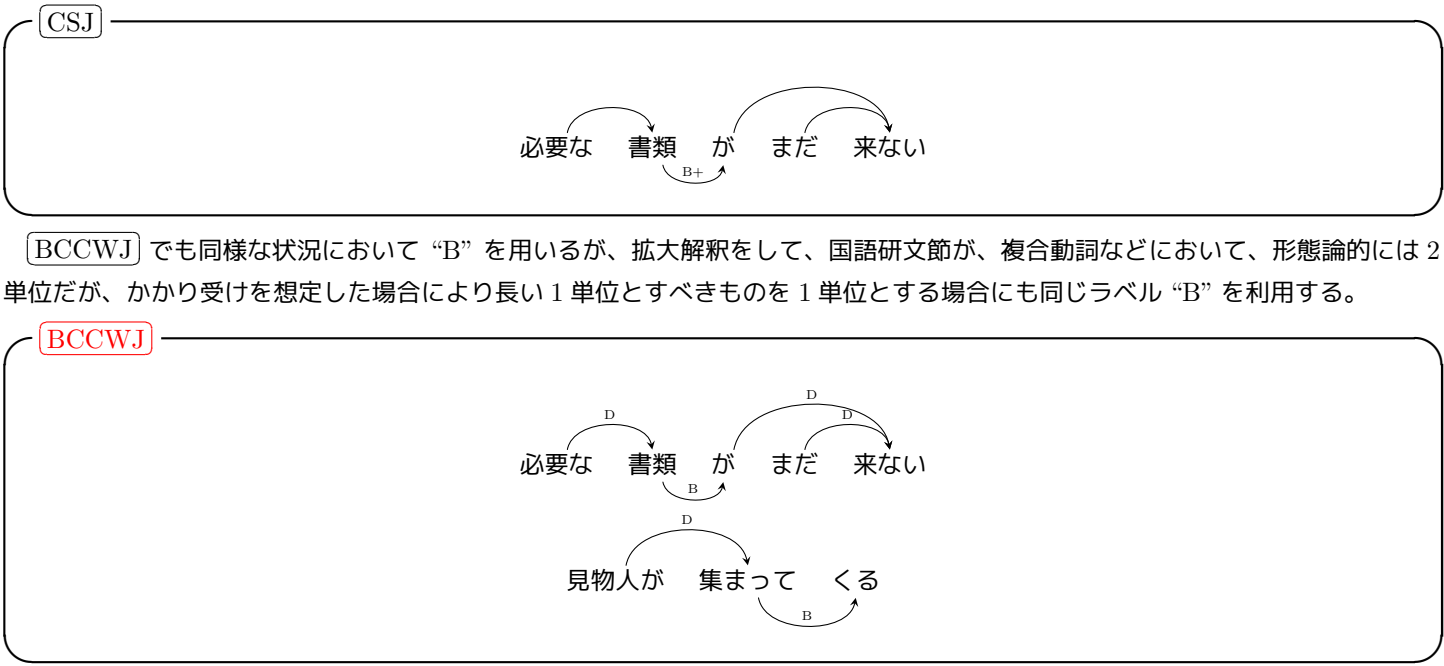 CSJ
必要な 書類 が まだ 来ない
B+
BCCWJ でも同様な状況において “B” を用いるが、拡大解釈をして、国語研文節が、複合動詞などにおいて、形態論的には 2
単位だが、かかり受けを想定した場合により長い 1 単位とすべきものを 1 単位とする場合にも同じラベル “B” を利用する。
BCCWJ
D
D D
必要な 書類 が まだ 来ない
B
D
見物人が 集まって くる
B